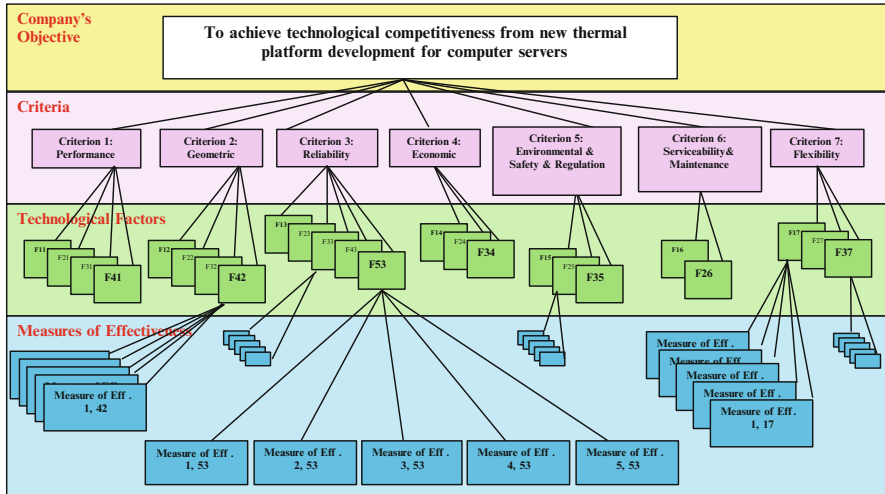 Company's
Objective
To achieve technological competitiveness from new thermal
platform development for computer servers
Criteria
Criterion 1:
Performance
Criterion 2:
Geometric
Criterion 3:
Reliability
Criterion 4:
Economic
Criterion 5:
Environmental &
Safety & Regulation
Criterion 6:
Serviceability&
Maintenance
Criterion 7:
Flexibility
Technological Factors
F11
F21
F31
F41
F12
F22
F32
F42
F13
F23
F33
F43
F53
F14
F24
F34
F15
F25
F35
F16
F26
F17
F27
F37
Measures of Effectiveness
Measure of Eff .
1, 42
Measure of Eff .
1, 53
Measure of Eff .
2, 53
Measure of Eff .
3, 53
Measure of Eff .
4, 53
Measure of Eff .
5, 53
Measure of Eff .
Measure of Eff .
Measure of Eff .
Measure of Eff .
Measure of Eff .
1, 17